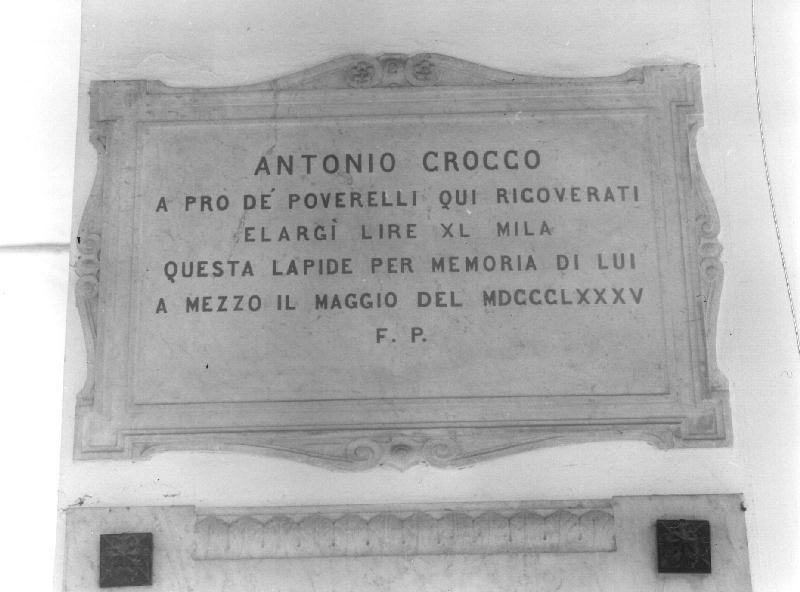 ANTONIO CROCCO
A PRO DE' POVERELLI QUI RICOVERATI
ELARGÌ LIRE XL MILA
QUESTA LAPIDE PER MEMORIA DI LUI
A MEZZO IL MAGGIO DEL MDCCCLXXXV
F. P.